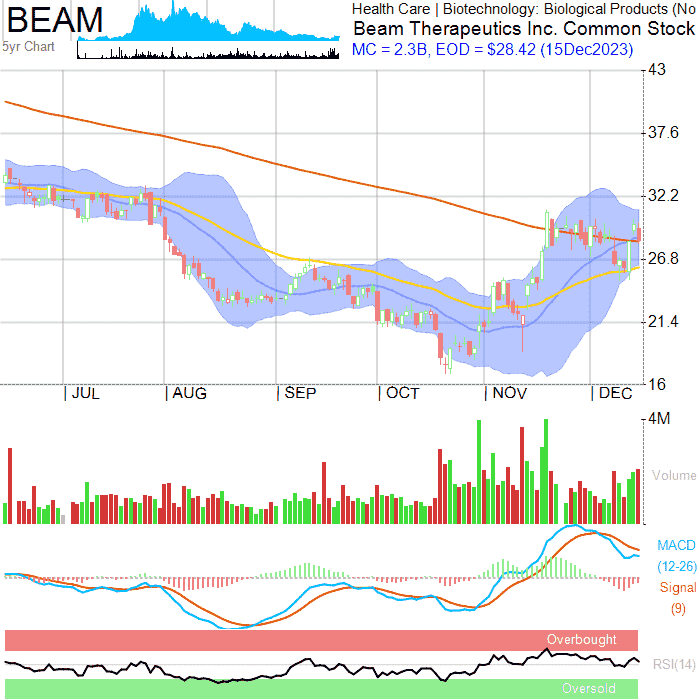 BEAM
5yr Chart
Health Care | Biotechnology: Biological Products (No
Beam Therapeutics Inc. Common Stock
MC = 2.3B, EOD = $28.42 (15Dec2023)
43
37.6
32.2
26.8
21.4
16
JUL AUG SEP OCT NOV DEC
4M
Volume
MACD
(12-26)
Signal
(9)
Overbought
RSI(14)
Oversold